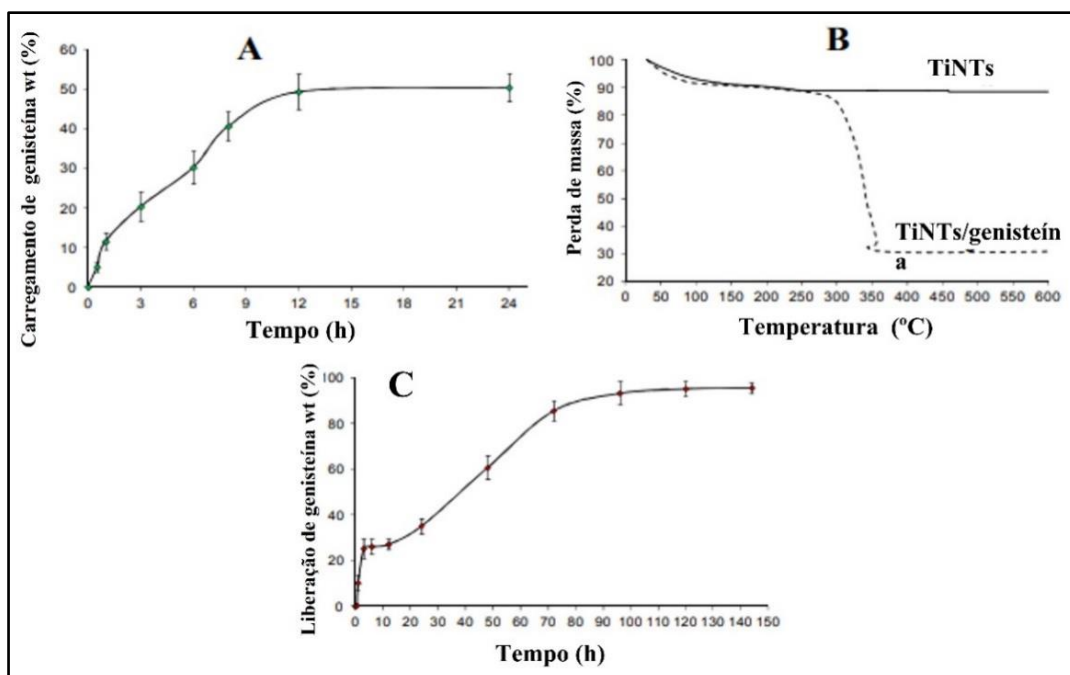 A
Carregamento de genisteína wt (%)
60
50
40
30
20
10
0
0 3 6 9 12 15 18 21 24
Tempo (h)
B
Perda de massa (%)
100
90
80
70
60
50
40
30
20
TiNTs
TiNTs/genisteín
a
0 50 100 150 200 250 300 350 400 450 500 550 600
Temperatura (ºC)
C
Liberação de genisteína wt (%)
100
80
60
40
20
0
0 10 20 30 40 50 60 70 80 90 100 110 120 130 140 150
Tempo (h)